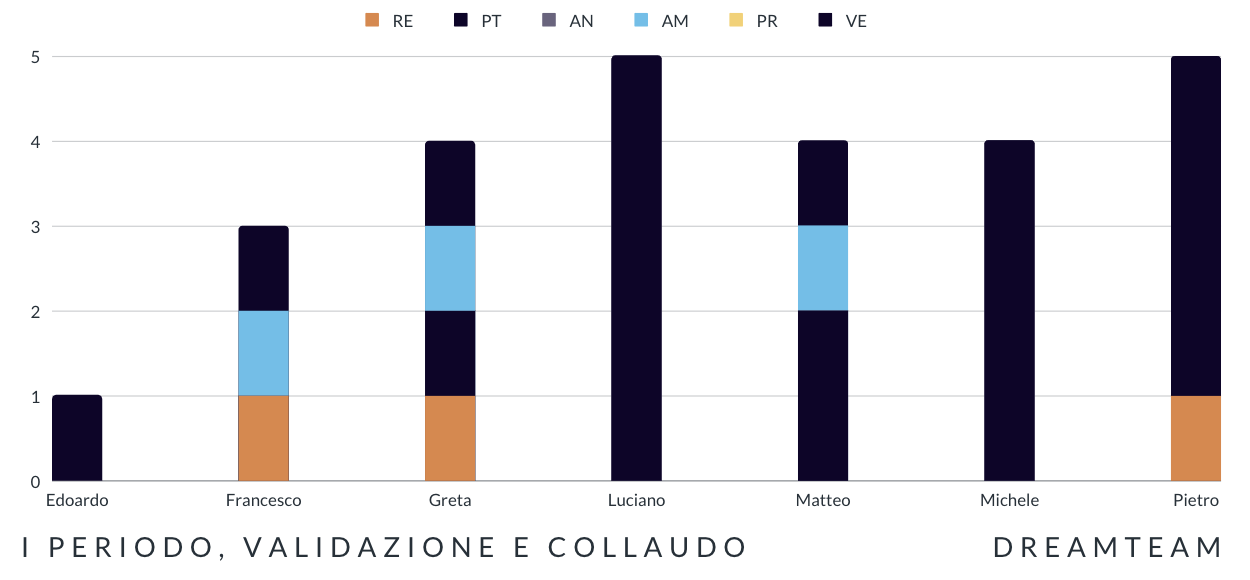 RE PT AN AM PR VE
5
4
3
2
1
0
Edoardo Francesco Greta Luciano Matteo Michele Pietro
I PERIODO, VALIDAZIONE E COLLAUDO DREAMTEAM